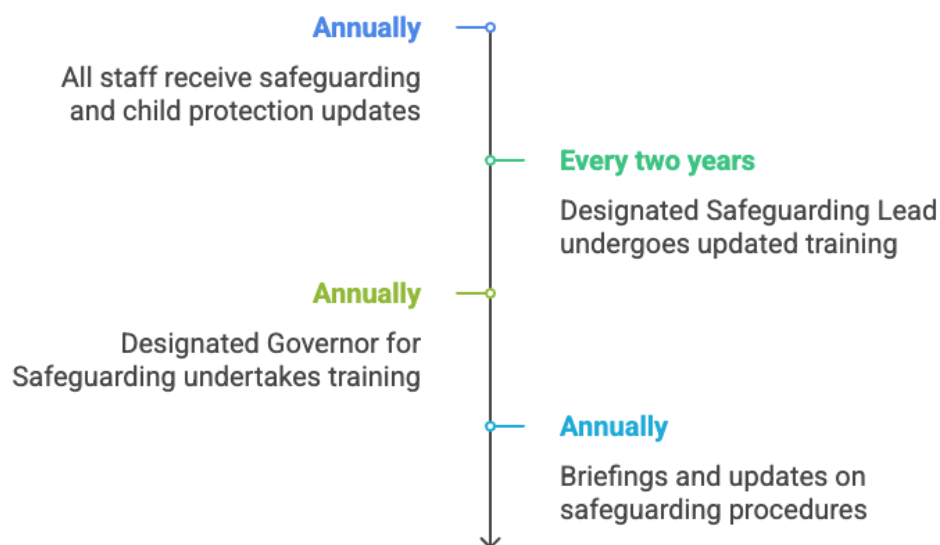 Annually
All staff receive safeguarding
and child protection updates
Every two years
Designated Safeguarding Lead
undergoes updated training
Annually
Designated Governor for
Safeguarding undertakes training
Annually
Briefings and updates on
safeguarding procedures